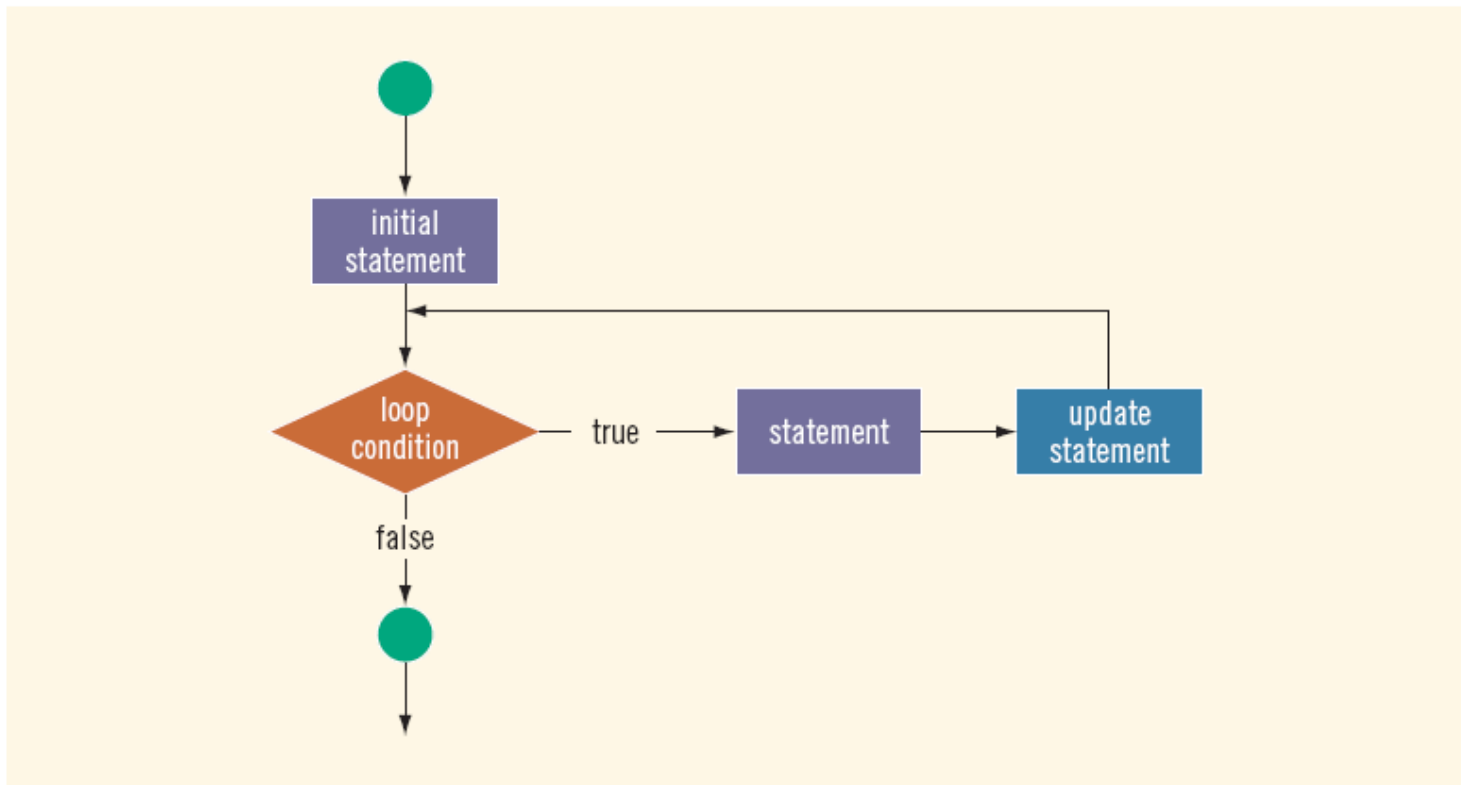 initial
statement
loop
condition
true
statement
update
statement
false